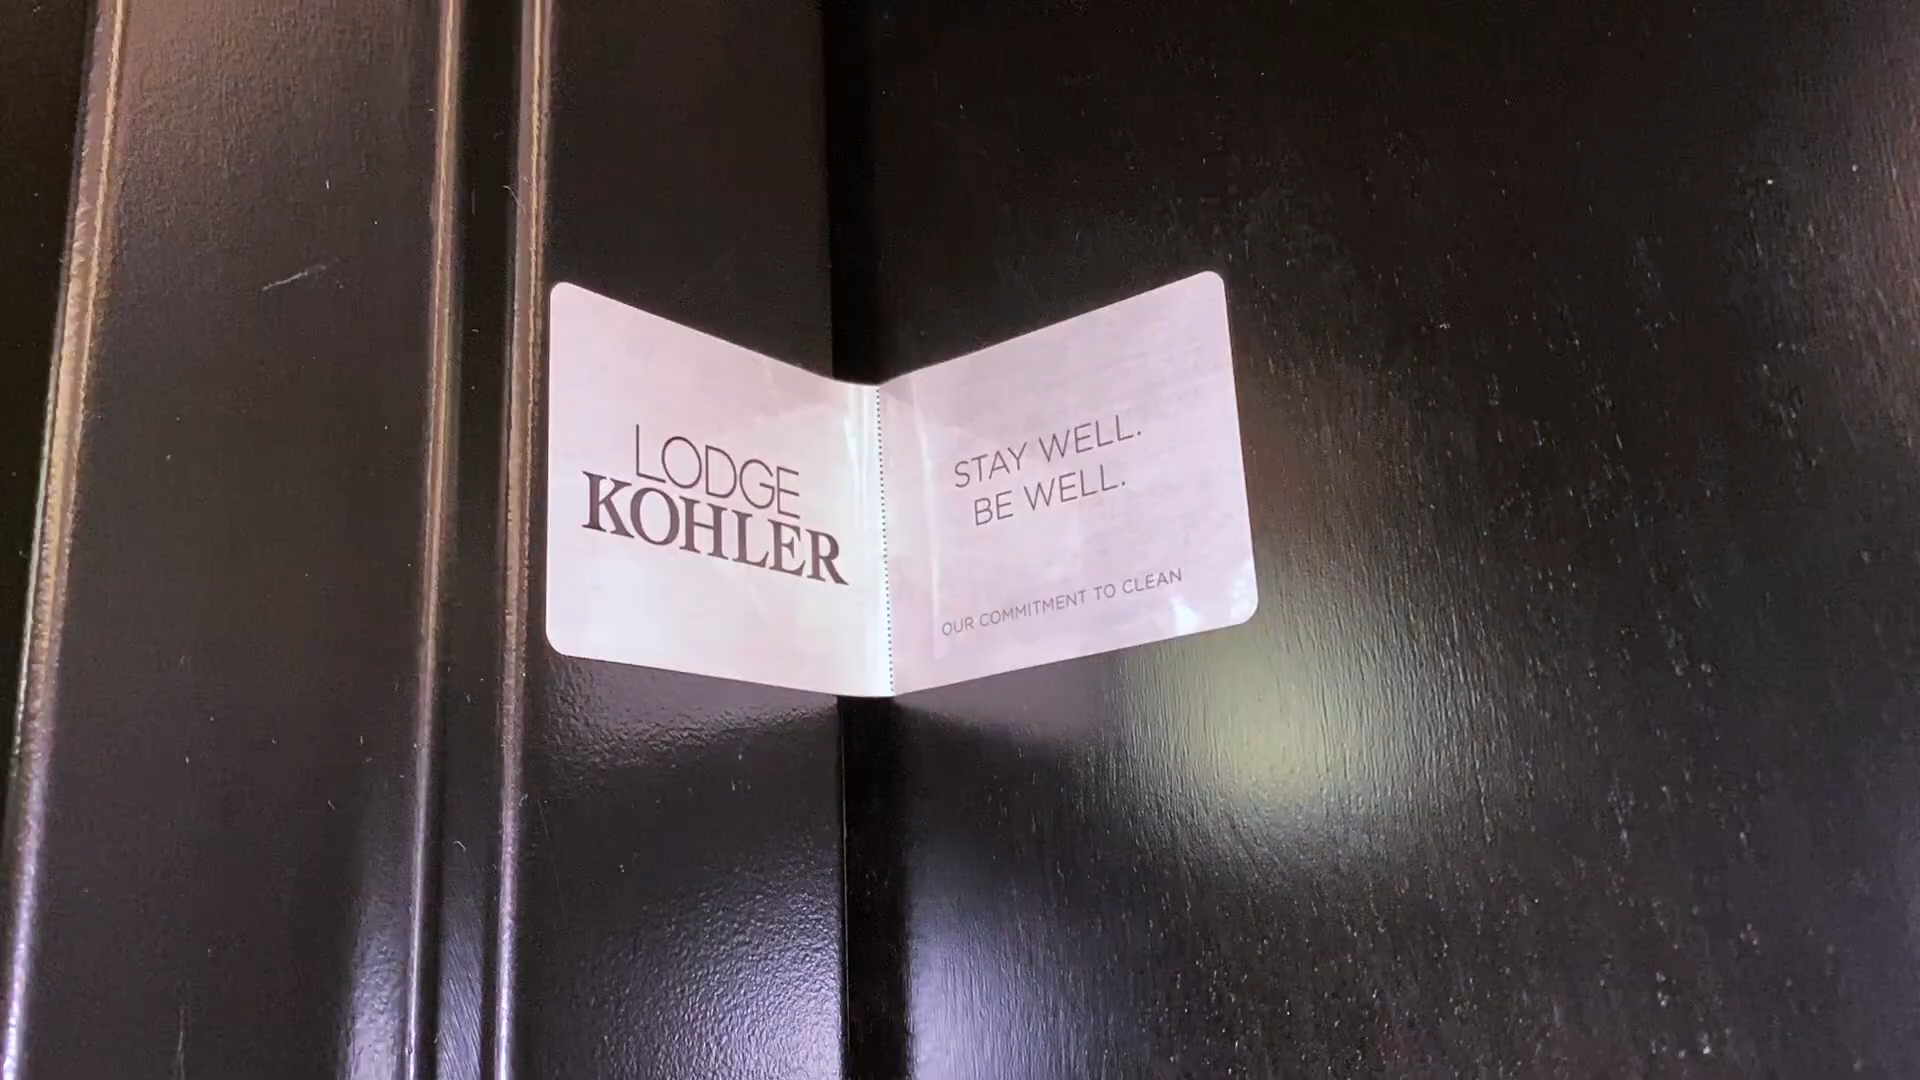 LODGE
KOHLER
STAY WELL.
BE WELL.
OUR COMMITMENT TO CLEAN